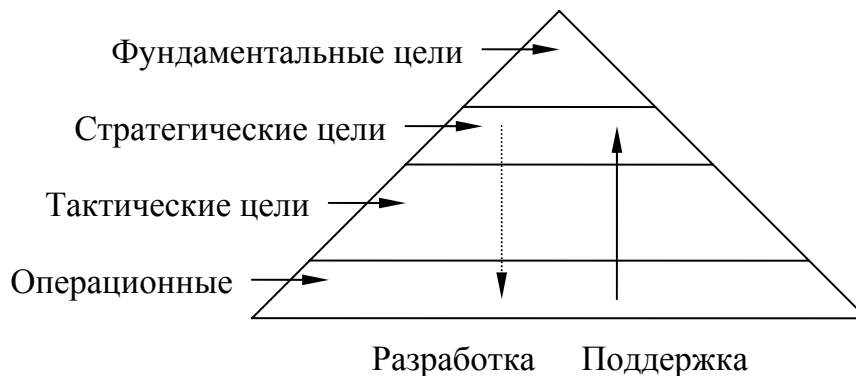 Фундаментальные цели
Стратегические цели
Тактические цели
Операционные
Разработка Поддержка